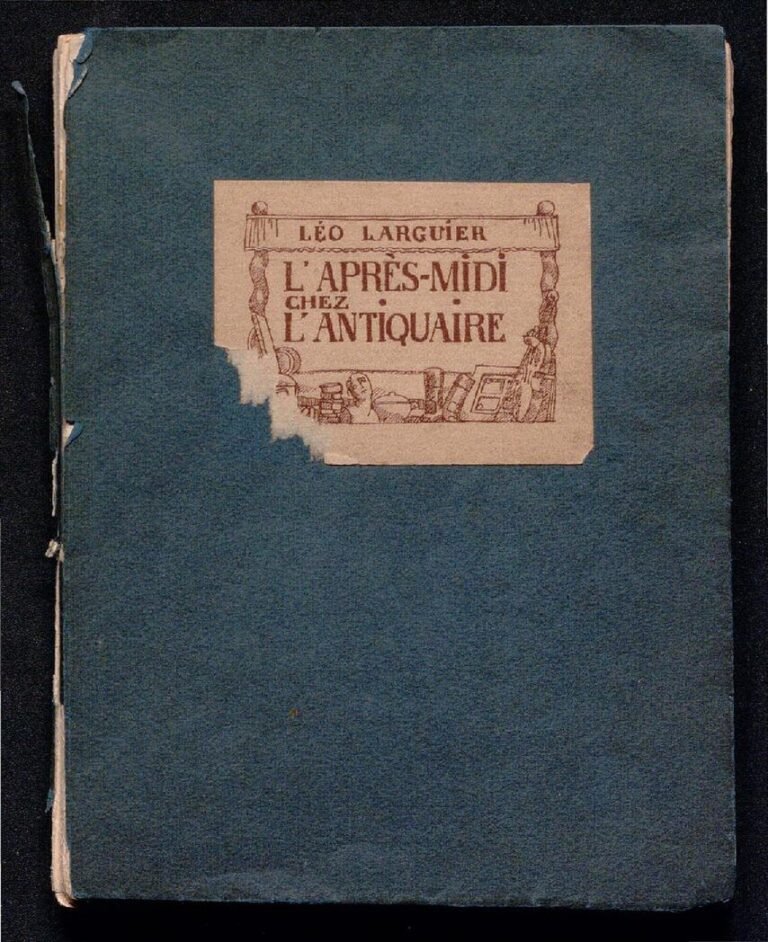 LÉO LARGUIER
L'APRÈS-MIDI
CHEZ
L'ANTIQUAIRE